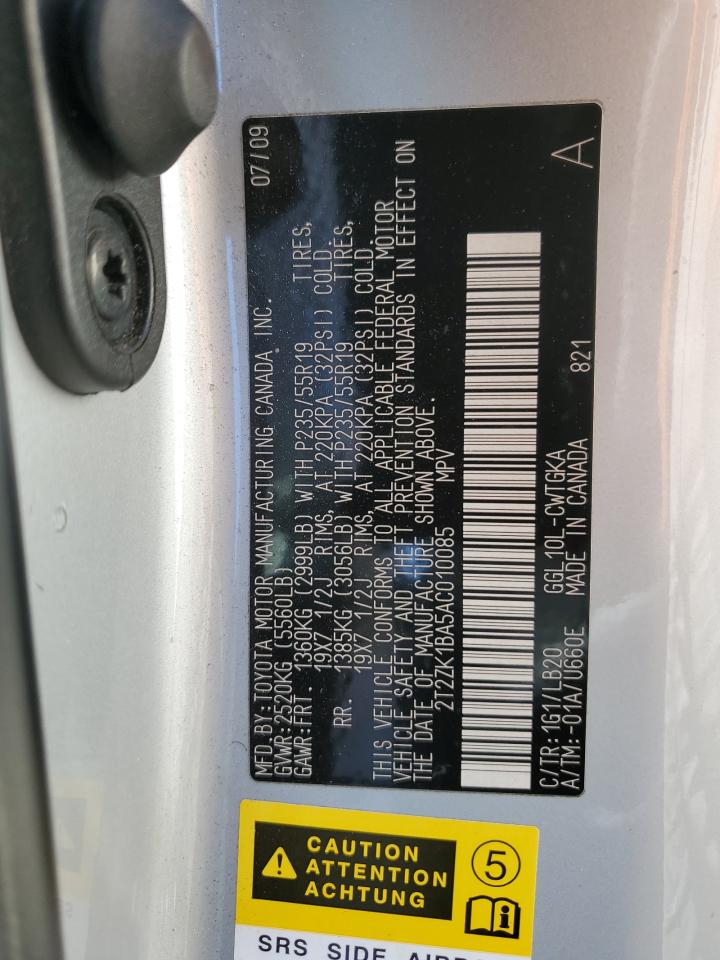 MFD.BY:TOYOTA MOTOR MANUFACTURING CANADA, INC. 07/09
GVWR:2520KG (5560LB)
GAWR:FRT. 1360KG (2999LB) WITH P235/55R19 TIRES,
19X7 1/2J RIMS, AT 220KPA (32PSI) COLD.
RR. 1385KG (3056LB) WITH P235/55R19 TIRES,
19X7 1/2J RIMS, AT 220KPA (32PSI) COLD.
THIS VEHICLE CONFORMS TO ALL APPLICABLE FEDERAL MOTOR
VEHICLE SAFETY AND THEFT PREVENTION STANDARDS IN EFFECT ON
THE DATE OF MANUFACTURE SHOWN ABOVE.
2T2ZK1BA5AC010085 MPV
C/TR:1G1/LB20 GGL10L-CWTGKA
A/TM:-01A/U660E MADE IN CANADA 821 A
CAUTION
ATTENTION
ACHTUNG
5
SRS SIDE